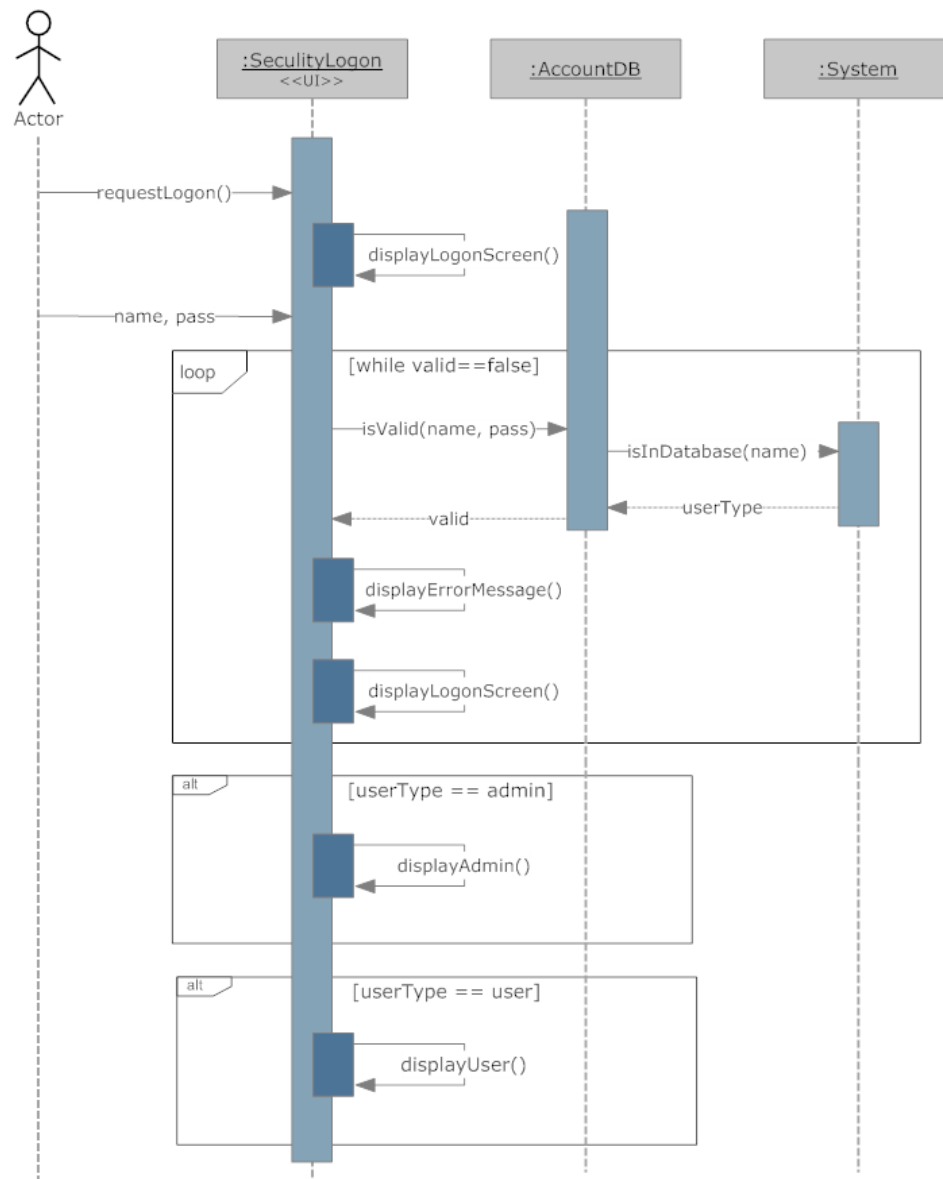 :SeculityLogon
<<UI>>
:AccountDB
:System
Actor
requestLogon()
displayLogonScreen()
name, pass
loop
[while valid==false]
isValid(name, pass)
isInDatabase(name)
userType
valid
displayErrorMessage()
displayLogonScreen()
alt
[userType == admin]
displayAdmin()
alt
[userType == user]
displayUser()